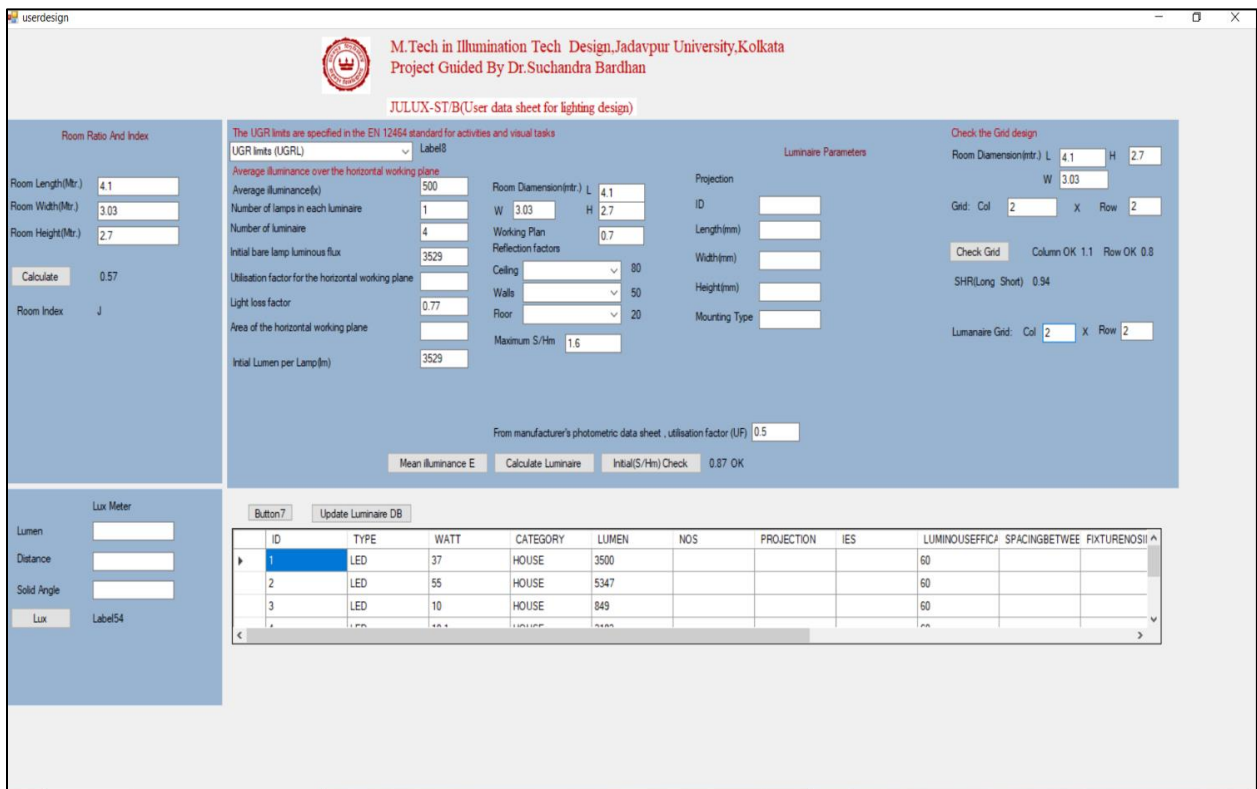 userdesign
M.Tech in Illumination Tech Design,Jadavpur University,Kolkata
Project Guided By Dr.Suchandra Bardhan
JULUX-ST/B(User data sheet for lighting design)
Room Ratio And Index
Room Length(Mtr.) 4.1
Room Width(Mtr.) 3.03
Room Height(Mtr.) 2.7
Calculate 0.57
Room Index J
The UGR limits are specified in the EN 12464 standard for activities and visual tasks
UGR limits (UGRL) Label8
Average illuminance over the horizontal working plane
Average illuminance(lx) 500
Number of lamps in each luminaire 1
Number of luminaire 4
Initial bare lamp luminous flux 3529
Utilisation factor for the horizontal working plane
Light loss factor 0.77
Area of the horizontal working plane
Intial Lumen per Lamp(lm) 3529
Room Diamension(mtr.) L 4.1
W 3.03 H 2.7
Working Plan 0.7
Reflection factors
Ceiling 80
Walls 50
Floor 20
Maximum S/Hm 1.6
Luminaire Parameters
Projection
ID
Length(mm)
Width(mm)
Height(mm)
Mounting Type
From manufacturer's photometric data sheet , utilisation factor (UF) 0.5
Mean illuminance E Calculate Luminaire Initial(S/Hm) Check 0.87 OK
Check the Grid design
Room Diamension(mtr.) L 4.1 H 2.7
W 3.03
Grid: Col 2 X Row 2
Check Grid Column OK 1.1 Row OK 0.8
SHR(Long Short) 0.94
Lumanaire Grid: Col 2 X Row 2
Lux Meter
Lumen
Distance
Solid Angle
Lux Label54
Button7 Update Luminaire DB
ID TYPE WATT CATEGORY LUMEN NOS PROJECTION IES LUMINOUSEFFICA SPACINGBETWEE FIXTURENOSII
1 LED 37 HOUSE 3500 60
2 LED 55 HOUSE 5347 60
3 LED 10 HOUSE 849 60